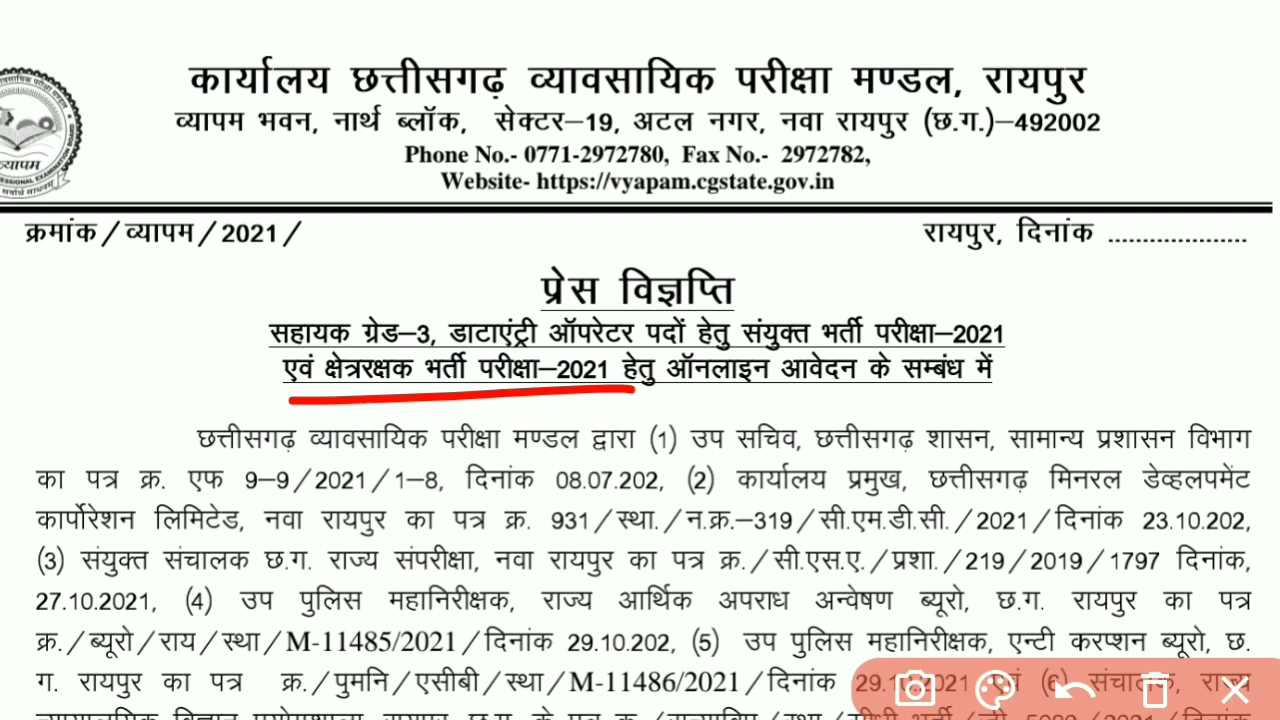 कार्यालय छत्तीसगढ़ व्यावसायिक परीक्षा मण्डल, रायपुर
व्यापम भवन, नार्थ ब्लॉक, सेक्टर–19, अटल नगर, नवा रायपुर (छ.ग.)–492002
Phone No.- 0771-2972780, Fax No.- 2972782,
Website- https://vyapam.cgstate.gov.in
व्यापम
क्रमांक/व्यापम/2021/ रायपुर, दिनांक .....................
प्रेस विज्ञप्ति
सहायक ग्रेड–3, डाटाएंट्री ऑपरेटर पदों हेतु संयुक्त भर्ती परीक्षा–2021
एवं क्षेत्ररक्षक भर्ती परीक्षा–2021 हेतु ऑनलाइन आवेदन के सम्बंध में
छत्तीसगढ़ व्यावसायिक परीक्षा मण्डल द्वारा (1) उप सचिव, छत्तीसगढ़ शासन, सामान्य प्रशासन विभाग
का पत्र क्र. एफ 9–9/2021/1–8, दिनांक 08.07.202, (2) कार्यालय प्रमुख, छत्तीसगढ़ मिनरल डेव्हलपमेंट
कार्पोरेशन लिमिटेड, नवा रायपुर का पत्र क्र. 931/स्था./न.क्र.–319/सी.एम.डी.सी./2021/दिनांक 23.10.202,
(3) संयुक्त संचालक छ.ग. राज्य संपरीक्षा, नवा रायपुर का पत्र क्र./सी.एस.ए./प्रशा./219/2019/1797 दिनांक,
27.10.2021, (4) उप पुलिस महानिरीक्षक, राज्य आर्थिक अपराध अन्वेषण ब्यूरो, छ.ग. रायपुर का पत्र
क्र./ब्यूरो/राय/स्था/M-11485/2021/दिनांक 29.10.202, (5) उप पुलिस महानिरीक्षक, एन्टी करप्शन ब्यूरो, छ.
ग. रायपुर का पत्र क्र./पुमनि/एसीबी/स्था/M-11486/2021/दिनांक 29.10.2021 एवं (6) संचालक, राज्य